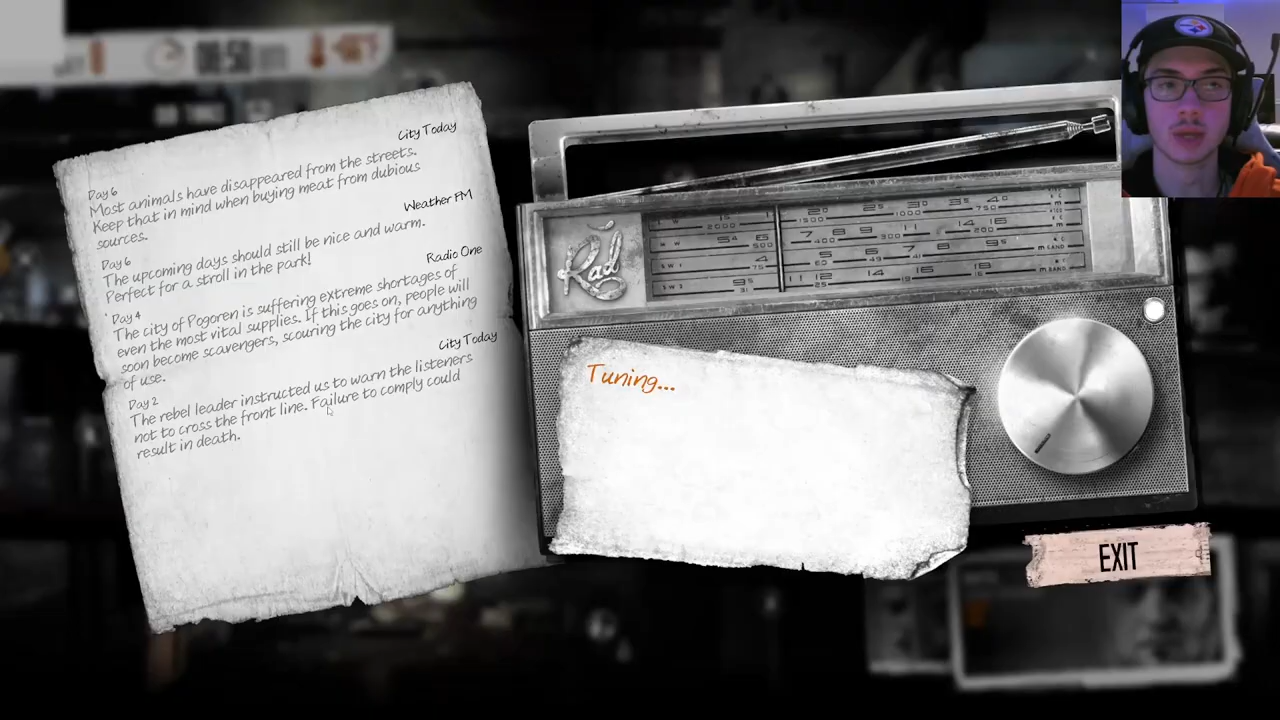 City Today
Day 6
Most animals have disappeared from the streets.
Keep that in mind when buying meat from dubious
sources.
Weather FM
Day 6
The upcoming days should still be nice and warm.
Perfect for a stroll in the park!
Radio One
Day 4
The city of Pogoren is suffering extreme shortages of
even the most vital supplies. If this goes on, people will
soon become scavengers, scouring the city for anything
of use.
City Today
Day 2
The rebel leader instructed us to warn the listeners
not to cross the front line. Failure to comply could
result in death.
Rad
Tuning...
EXIT